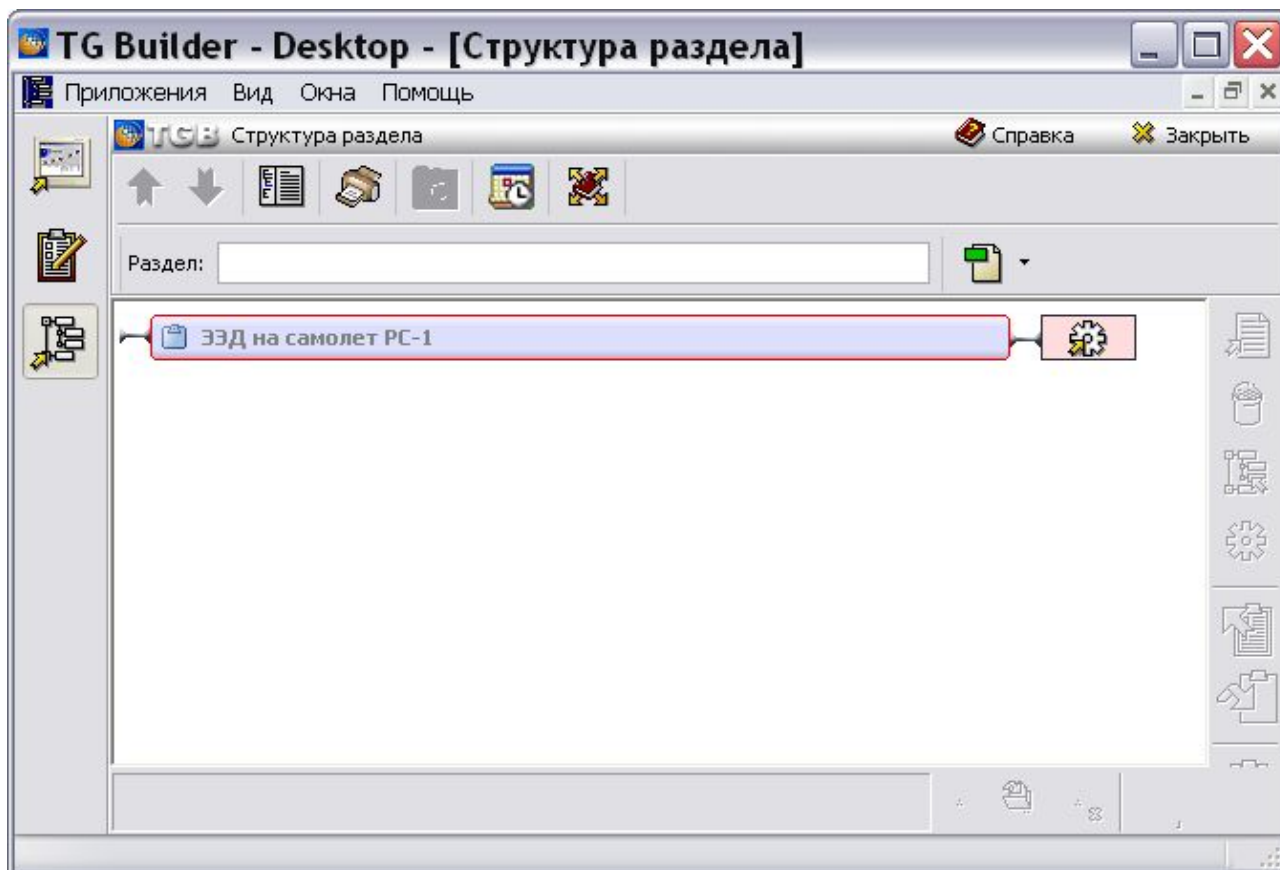 TG Builder - Desktop - [Структура раздела]
Приложения Вид Окна Помощь
TGB Структура раздела Справка Закрыть
Раздел:
ЭЭД на самолет РС-1